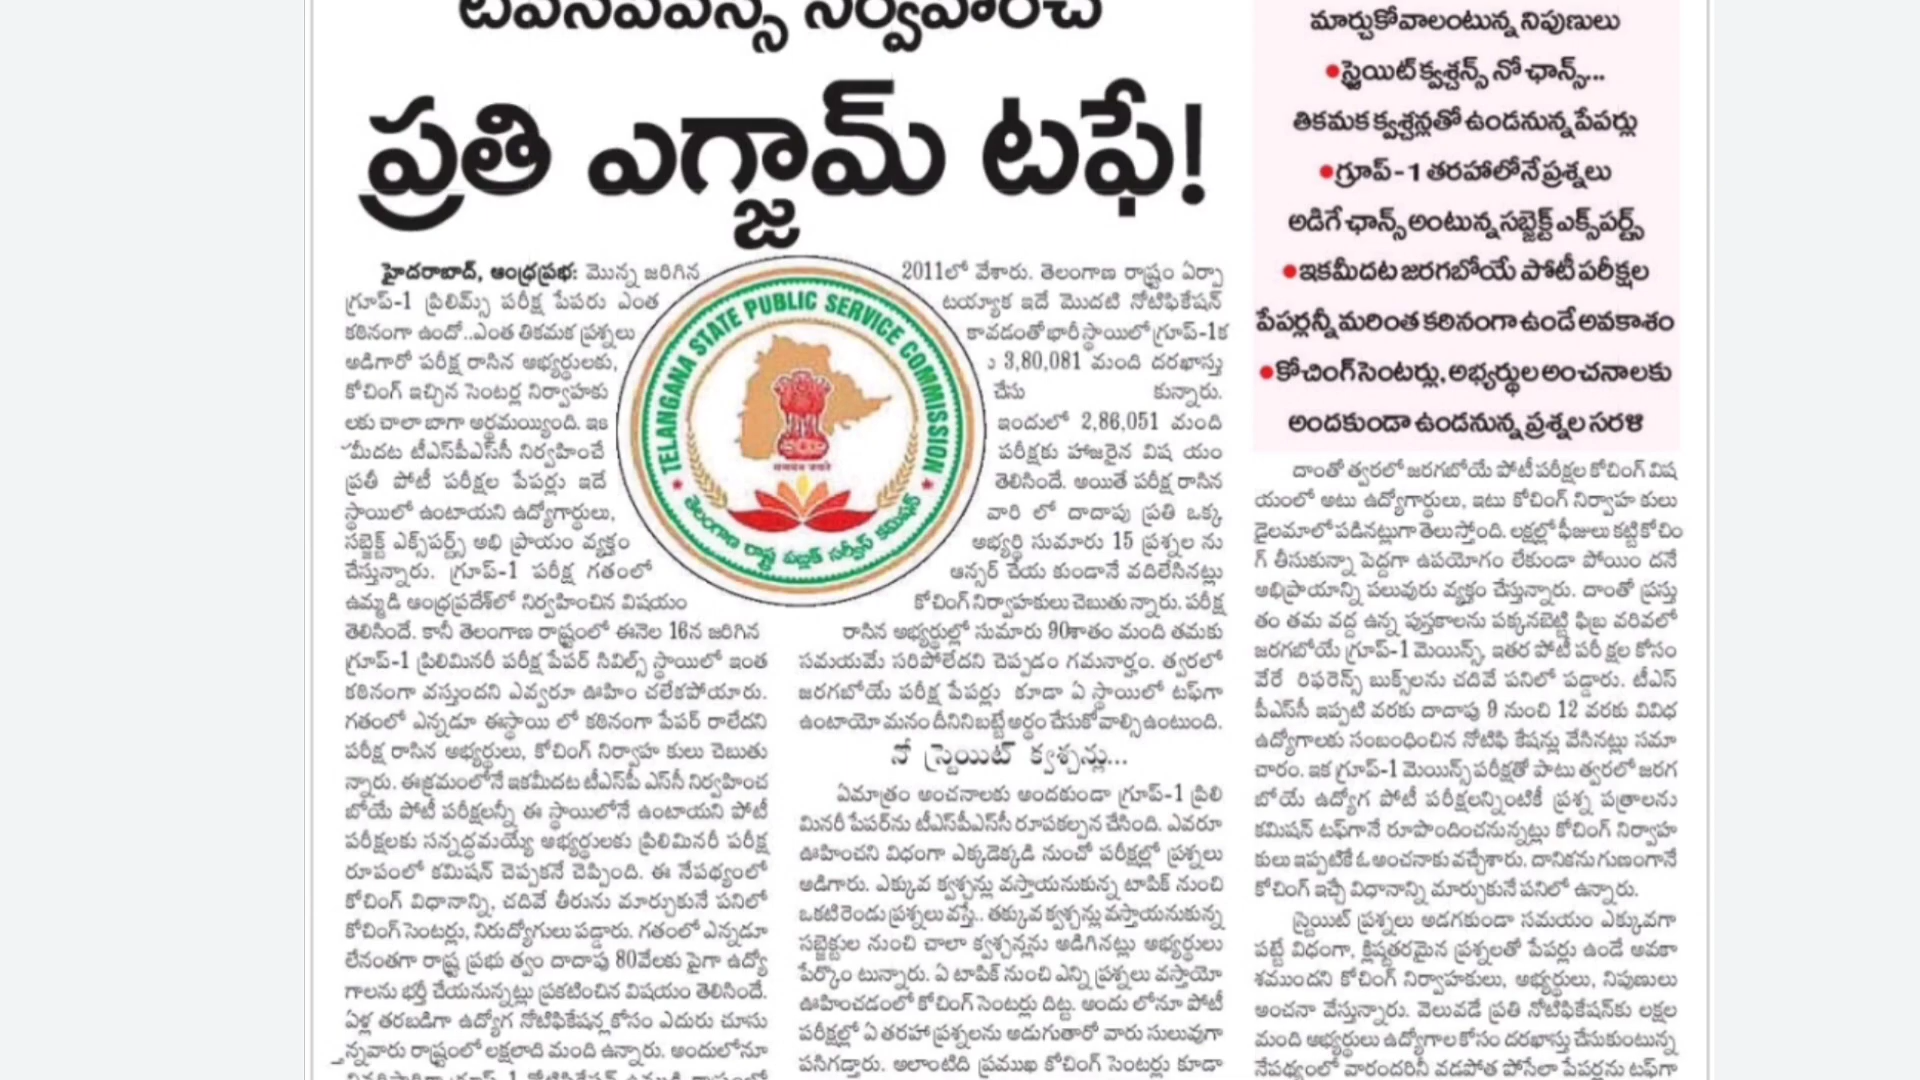 టీఎస్‌పీఎస్సీ నిర్వహించే
ప్రతి ఎగ్జామ్ టఫే!
హైదరాబాద్, ఆంధ్రప్రభ: మొన్న జరిగిన
గ్రూప్-1 ప్రిలిమ్స్ పరీక్ష పేపరు ఎంత
కఠినంగా ఉందో..ఎంత తికమక ప్రశ్నలు
అడిగారో పరీక్ష రాసిన అభ్యర్థులకు,
కోచింగ్ ఇచ్చిన సెంటర్ల నిర్వాహకు
లకు చాలా బాగా అర్థమయ్యింది. ఇక
మీదట టీఎస్‌పీఎస్‌సీ నిర్వహించే
ప్రతీ పోటీ పరీక్షల పేపర్లు ఇదే
స్థాయిలో ఉంటాయని ఉద్యోగార్థులు,
సబ్జెక్ట్ ఎక్స్‌పర్ట్స్ అభి ప్రాయం వ్యక్తం
చేస్తున్నారు. గ్రూప్-1 పరీక్ష గతంలో
ఉమ్మడి ఆంధ్రప్రదేశ్‌లో నిర్వహించిన విషయం
తెలిసిందే. కానీ తెలంగాణ రాష్ట్రంలో ఈనెల 16న జరిగిన
గ్రూప్-1 ప్రిలిమినరీ పరీక్ష పేపర్ సివిల్స్ స్థాయిలో ఇంత
కఠినంగా వస్తుందని ఎవ్వరూ ఊహిం చలేకపోయారు.
గతంలో ఎన్నడూ ఈస్థాయి లో కఠినంగా పేపర్ రాలేదని
పరీక్ష రాసిన అభ్యర్థులు, కోచింగ్ నిర్వాహ కులు చెబుతు
న్నారు. ఈక్రమంలోనే ఇకమీదట టీఎస్‌పీ ఎస్‌సీ నిర్వహించ
బోయే పోటీ పరీక్షలన్నీ ఈ స్థాయిలోనే ఉంటాయని పోటీ
పరీక్షలకు సన్నద్ధమయ్యే అభ్యర్థులకు ప్రిలిమినరీ పరీక్ష
రూపంలో కమిషన్ చెప్పకనే చెప్పింది. ఈ నేపథ్యంలో
కోచింగ్ విధానాన్ని, చదివే తీరును మార్చుకునే పనిలో
కోచింగ్‌సెంటర్లు, నిరుద్యోగులు పడ్డారు. గతంలో ఎన్నడూ
లేనంతగా రాష్ట్ర ప్రభు త్వం దాదాపు 80వేలకు పైగా ఉద్యో
గాలను భర్తీ చేయనున్నట్లు ప్రకటించిన విషయం తెలిసిందే.
ఏళ్ల తరబడిగా ఉద్యోగ నోటిఫికేషన్ల కోసం ఎదురు చూసు
న్నవారు రాష్ట్రంలో లక్షలాది మంది ఉన్నారు. అందులోనూ
TELANGANA STATE PUBLIC SERVICE COMMISSION
सत्यमेव जयते
తెలంగాణ రాష్ట్ర పబ్లిక్ సర్వీస్ కమిషన్
2011లో వేశారు. తెలంగాణ రాష్ట్రం ఏర్పా
టయ్యాక ఇదే మొదటి నోటిఫికేషన్
కావడంతో భారీ స్థాయిలో గ్రూప్-1క
ు 3,80,081 మంది దరఖాస్తు
చేసు కున్నారు.
ఇందులో 2,86,051 మంది
పరీక్షకు హాజరైన విష యం
తెలిసిందే. అయితే పరీక్ష రాసిన
వారి లో దాదాపు ప్రతి ఒక్క
అభ్యర్థి సుమారు 15 ప్రశ్నల ను
ఆన్సర్ చేయ కుండానే వదిలేసినట్లు
కోచింగ్ నిర్వాహకులు చెబుతు న్నారు. పరీక్ష
రాసిన అభ్యర్థుల్లో సుమారు 90శాతం మంది తమకు
సమయమే సరిపోలేదని చెప్పడం గమనార్హం. త్వరలో
జరగబోయే పరీక్ష పేపర్లు కూడా ఏ స్థాయిలో టఫ్‌గా
ఉంటాయో మనం దీనినిబట్టే అర్థం చేసుకోవాల్సి ఉంటుంది.
నో స్ట్రెయిట్ క్వశ్చన్లు...
ఏమాత్రం అంచనాలకు అందకుండా గ్రూప్-1 ప్రిలి
మినరీ పేపర్‌ను టీఎస్‌పీఎస్‌సీ రూపకల్పన చేసింది. ఎవరూ
ఊహించని విధంగా ఎక్కడెక్కడి నుంచో పరీక్షల్లో ప్రశ్నలు
అడిగారు. ఎక్కువ క్వశ్చన్లు వస్తాయనుకున్న టాపిక్ నుంచి
ఒకటి రెండు ప్రశ్నలు వస్తే.. తక్కువ క్వశ్చన్లు వస్తాయనుకున్న
సబ్జెక్టుల నుంచి చాలా క్వశ్చన్లను అడిగినట్లు అభ్యర్థులు
పేర్కొం టున్నారు. ఏ టాపిక్ నుంచి ఎన్ని ప్రశ్నలు వస్తాయో
ఊహించడంలో కోచింగ్ సెంటర్లు దిట్ట. అందు లోనూ పోటీ
పరీక్షల్లో ఏ తరహా ప్రశ్నలను అడుగుతారో వారు సులువుగా
పసిగడ్తారు. అలాంటిది ప్రముఖ కోచింగ్ సెంటర్లు కూడా
మార్చుకోవాలంటున్న నిపుణులు
●స్ట్రెయిట్ క్వశ్చన్స్ నో ఛాన్స్...
తికమక క్వశ్చన్లతో ఉండనున్న పేపర్లు
●గ్రూప్-1 తరహాలోనే ప్రశ్నలు
అడిగే ఛాన్స్ అంటున్న సబ్జెక్ట్ ఎక్స్‌పర్ట్స్
●ఇకమీదట జరగబోయే పోటీ పరీక్షల
పేపర్లన్నీ మరింత కఠినంగా ఉండే అవకాశం
●కోచింగ్‌సెంటర్లు, అభ్యర్థుల అంచనాలకు
అందకుండా ఉండనున్న ప్రశ్నల సరళి
దాంతో త్వరలో జరగబోయే పోటీ పరీక్షల కోచింగ్ విష
యంలో అటు ఉద్యోగార్థులు, ఇటు కోచింగ్ నిర్వాహ కులు
డైలమాలో పడినట్లుగా తెలుస్తోంది. లక్షల్లో ఫీజులు కట్టి కోచిం
గ్ తీసుకున్నా పెద్దగా ఉపయోగం లేకుండా పోయిం దనే
అభిప్రాయాన్ని పలువురు వ్యక్తం చేస్తున్నారు. దాంతో ప్రస్తు
తం తమ వద్ద ఉన్న పుస్తకాలను పక్కనబెట్టి ఫిబ్ర వరిలో
జరగబోయే గ్రూప్-1 మెయిన్స్, ఇతర పోటీ పరీ క్షల కోసం
వేరే రిఫరెన్స్ బుక్స్‌లను చదివే పనిలో పడ్డారు. టీఎస్
పీఎస్‌సీ ఇప్పటి వరకు దాదాపు 9 నుంచి 12 వరకు వివిధ
ఉద్యోగాలకు సంబంధించిన నోటిఫి కేషన్లు వేసినట్లు సమా
చారం. ఇక గ్రూప్-1 మెయిన్స్ పరీక్షతో పాటు త్వరలో జరగ
బోయే ఉద్యోగ పోటీ పరీక్షలన్నింటికీ ప్రశ్న పత్రాలను
కమిషన్ టఫ్‌గానే రూపొందించనున్నట్లు కోచింగ్ నిర్వాహ
కులు ఇప్పటికే ఓ అంచనాకు వచ్చేశారు. దానికనుగుణంగానే
కోచింగ్ ఇచ్చే విధానాన్ని మార్చుకునే పనిలో ఉన్నారు.
స్ట్రెయిట్ ప్రశ్నలు అడగకుండా సమయం ఎక్కువగా
పట్టే విధంగా, క్లిష్టతరమైన ప్రశ్నలతో పేపర్లు ఉండే అవకా
శముందని కోచింగ్ నిర్వాహకులు, అభ్యర్థులు, నిపుణులు
అంచనా వేస్తున్నారు. వెలువడే ప్రతి నోటిఫికేషన్‌కు లక్షల
మంది అభ్యర్థులు ఉద్యోగాల కోసం దరఖాస్తు చేసుకుంటున్న
నేపథ్యంలో వారందరినీ వడపోత పోసేలా పేపర్లను టఫ్‌గా